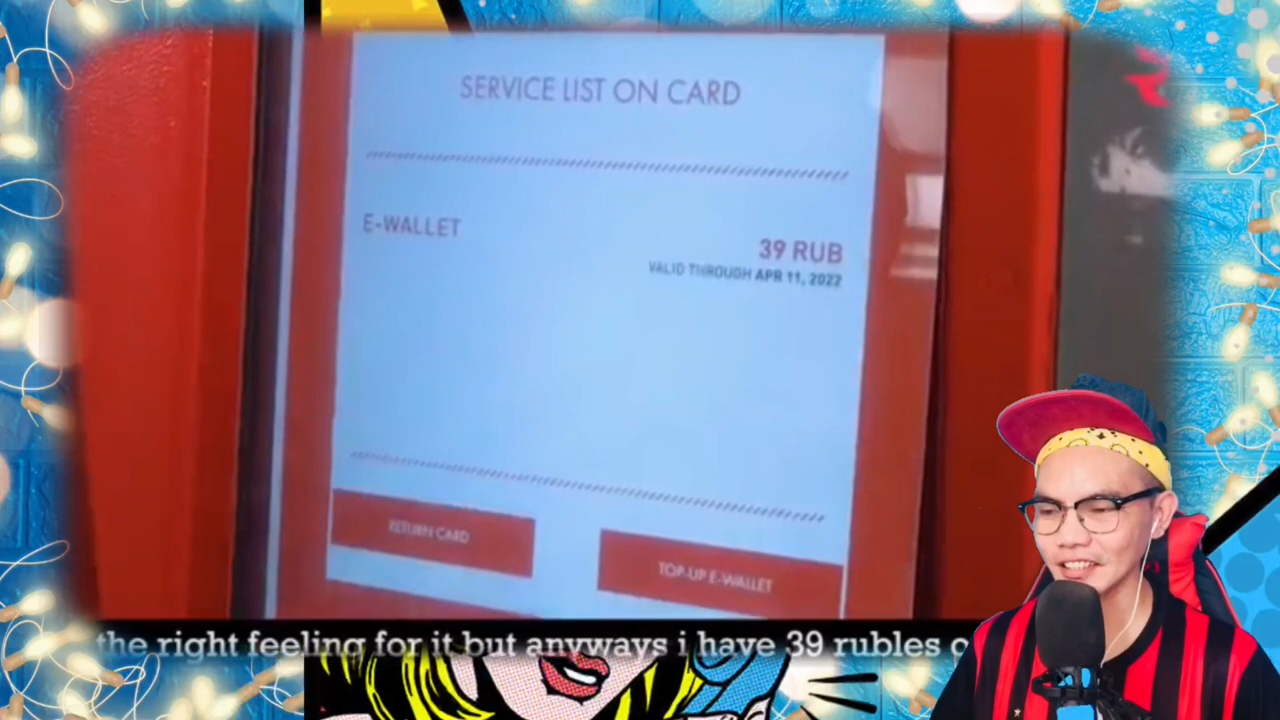 SERVICE LIST ON CARD
E-WALLET
39 RUB
VALID THROUGH APR 11, 2022
RETURN CARD
TOP-UP E-WALLET
the right feeling for it but anyways i have 39 rubles